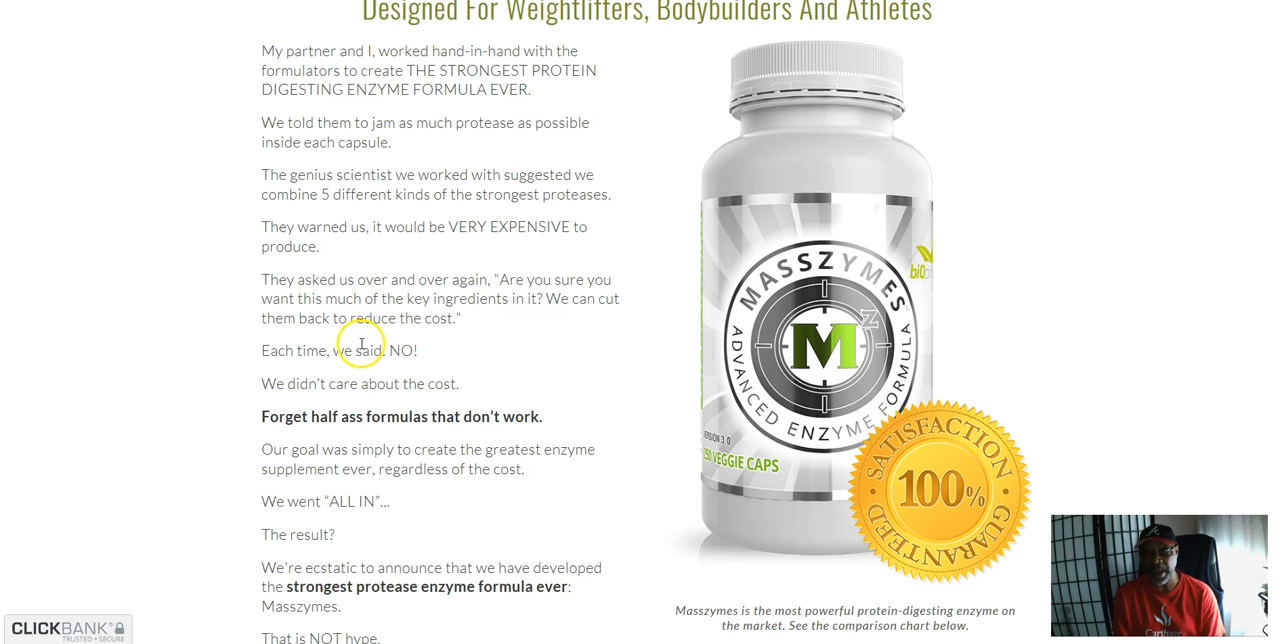 Designed For Weightlifters, Bodybuilders And Athletes
My partner and I, worked hand-in-hand with the
formulators to create THE STRONGEST PROTEIN
DIGESTING ENZYME FORMULA EVER.
We told them to jam as much protease as possible
inside each capsule.
The genius scientist we worked with suggested we
combine 5 different kinds of the strongest proteases.
They warned us, it would be VERY EXPENSIVE to
produce.
They asked us over and over again, "Are you sure you
want this much of the key ingredients in it? We can cut
them back to reduce the cost."
Each time, we said. NO!
We didn’t care about the cost.
Forget half ass formulas that don’t work.
Our goal was simply to create the greatest enzyme
supplement ever, regardless of the cost.
We went “ALL IN”...
The result?
We're ecstatic to announce that we have developed
the strongest protease enzyme formula ever:
Masszymes.
That is NOT hype.
MASSZYMES
M
Z
ADVANCED ENZYME FORMULA
VERSION 3.0
250 VEGGIE CAPS
SATISFACTION
100%
GUARANTEED
Masszymes is the most powerful protein-digesting enzyme on
the market. See the comparison chart below.
CLICKBANK®
TRUSTED • SECURE